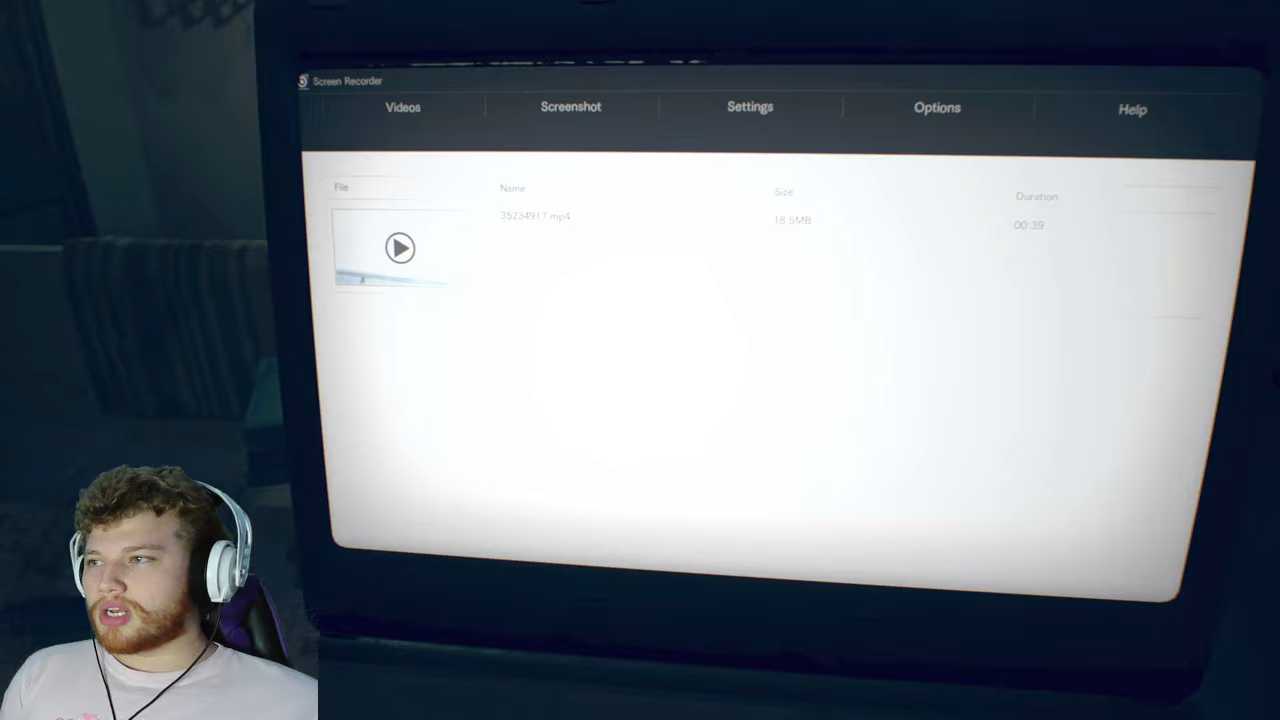 Screen Recorder
Videos Screenshot Settings Options Help
File Name Size Duration
35234917.mp4 18.5MB 00:39